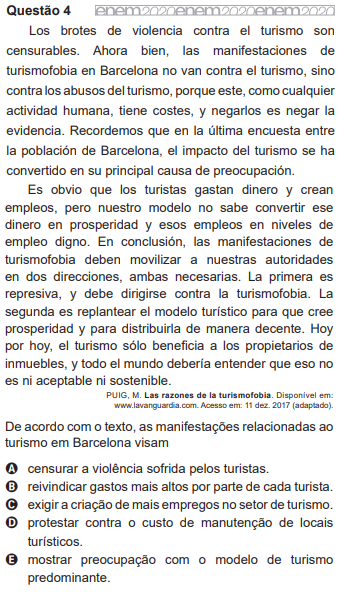 Questão 4 enem2020enem2020enem2020
Los brotes de violencia contra el turismo son
censurables. Ahora bien, las manifestaciones de
turismofobia en Barcelona no van contra el turismo, sino
contra los abusos del turismo, porque este, como cualquier
actividad humana, tiene costes, y negarlos es negar la
evidencia. Recordemos que en la última encuesta entre
la población de Barcelona, el impacto del turismo se ha
convertido en su principal causa de preocupación.
Es obvio que los turistas gastan dinero y crean
empleos, pero nuestro modelo no sabe convertir ese
dinero en prosperidad y esos empleos en niveles de
empleo digno. En conclusión, las manifestaciones de
turismofobia deben movilizar a nuestras autoridades
en dos direcciones, ambas necesarias. La primera es
represiva, y debe dirigirse contra la turismofobia. La
segunda es replantear el modelo turístico para que cree
prosperidad y para distribuirla de manera decente. Hoy
por hoy, el turismo sólo beneficia a los propietarios de
inmuebles, y todo el mundo debería entender que eso no
es ni aceptable ni sostenible.
PUIG, M. Las razones de la turismofobia. Disponível em:
www.lavanguardia.com. Acesso em: 11 dez. 2017 (adaptado).
De acordo com o texto, as manifestações relacionadas ao
turismo em Barcelona visam
A censurar a violência sofrida pelos turistas.
B reivindicar gastos mais altos por parte de cada turista.
C exigir a criação de mais empregos no setor de turismo.
D protestar contra o custo de manutenção de locais
turísticos.
E mostrar preocupação com o modelo de turismo
predominante.